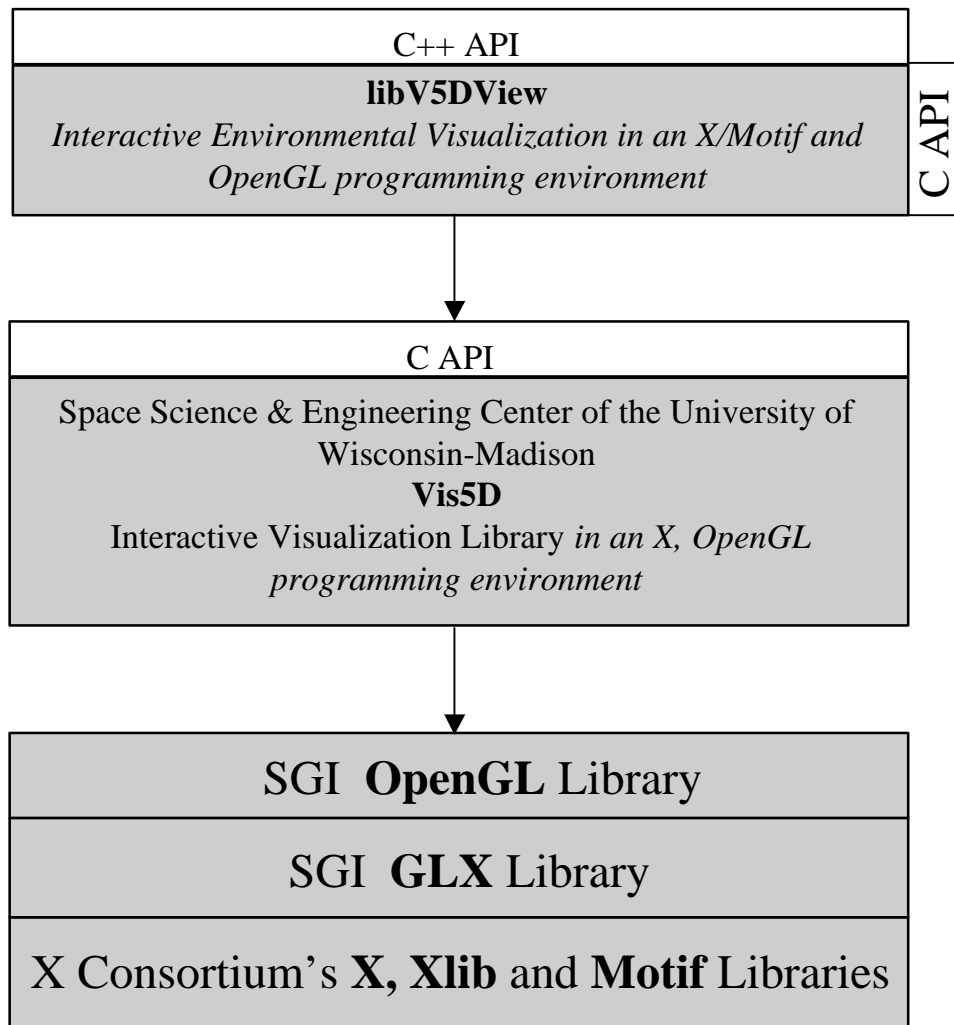 C++ API
libV5DView
Interactive Environmental Visualization in an X/Motif and
OpenGL programming environment
C API
C API
Space Science & Engineering Center of the University of
Wisconsin-Madison
Vis5D
Interactive Visualization Library in an X, OpenGL
programming environment
SGI OpenGL Library
SGI GLX Library
X Consortium’s X, Xlib and Motif Libraries